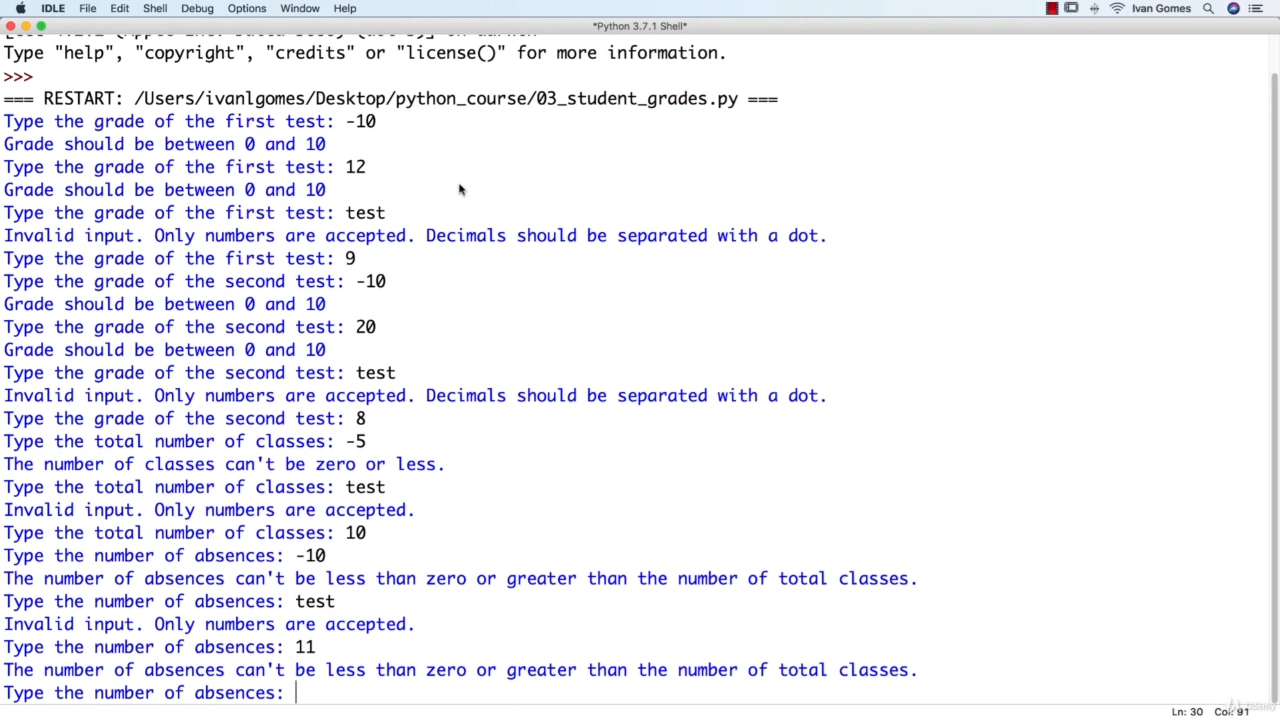 IDLE File Edit Shell Debug Options Window Help Ivan Gomes
*Python 3.7.1 Shell*
Type "help", "copyright", "credits" or "license()" for more information.
>>>
=== RESTART: /Users/ivanlgomes/Desktop/python_course/03_student_grades.py ===
Type the grade of the first test: -10
Grade should be between 0 and 10
Type the grade of the first test: 12
Grade should be between 0 and 10
Type the grade of the first test: test
Invalid input. Only numbers are accepted. Decimals should be separated with a dot.
Type the grade of the first test: 9
Type the grade of the second test: -10
Grade should be between 0 and 10
Type the grade of the second test: 20
Grade should be between 0 and 10
Type the grade of the second test: test
Invalid input. Only numbers are accepted. Decimals should be separated with a dot.
Type the grade of the second test: 8
Type the total number of classes: -5
The number of classes can't be zero or less.
Type the total number of classes: test
Invalid input. Only numbers are accepted.
Type the total number of classes: 10
Type the number of absences: -10
The number of absences can't be less than zero or greater than the number of total classes.
Type the number of absences: test
Invalid input. Only numbers are accepted.
Type the number of absences: 11
The number of absences can't be less than zero or greater than the number of total classes.
Type the number of absences:
Udemy
Ln: 30 Col: 91